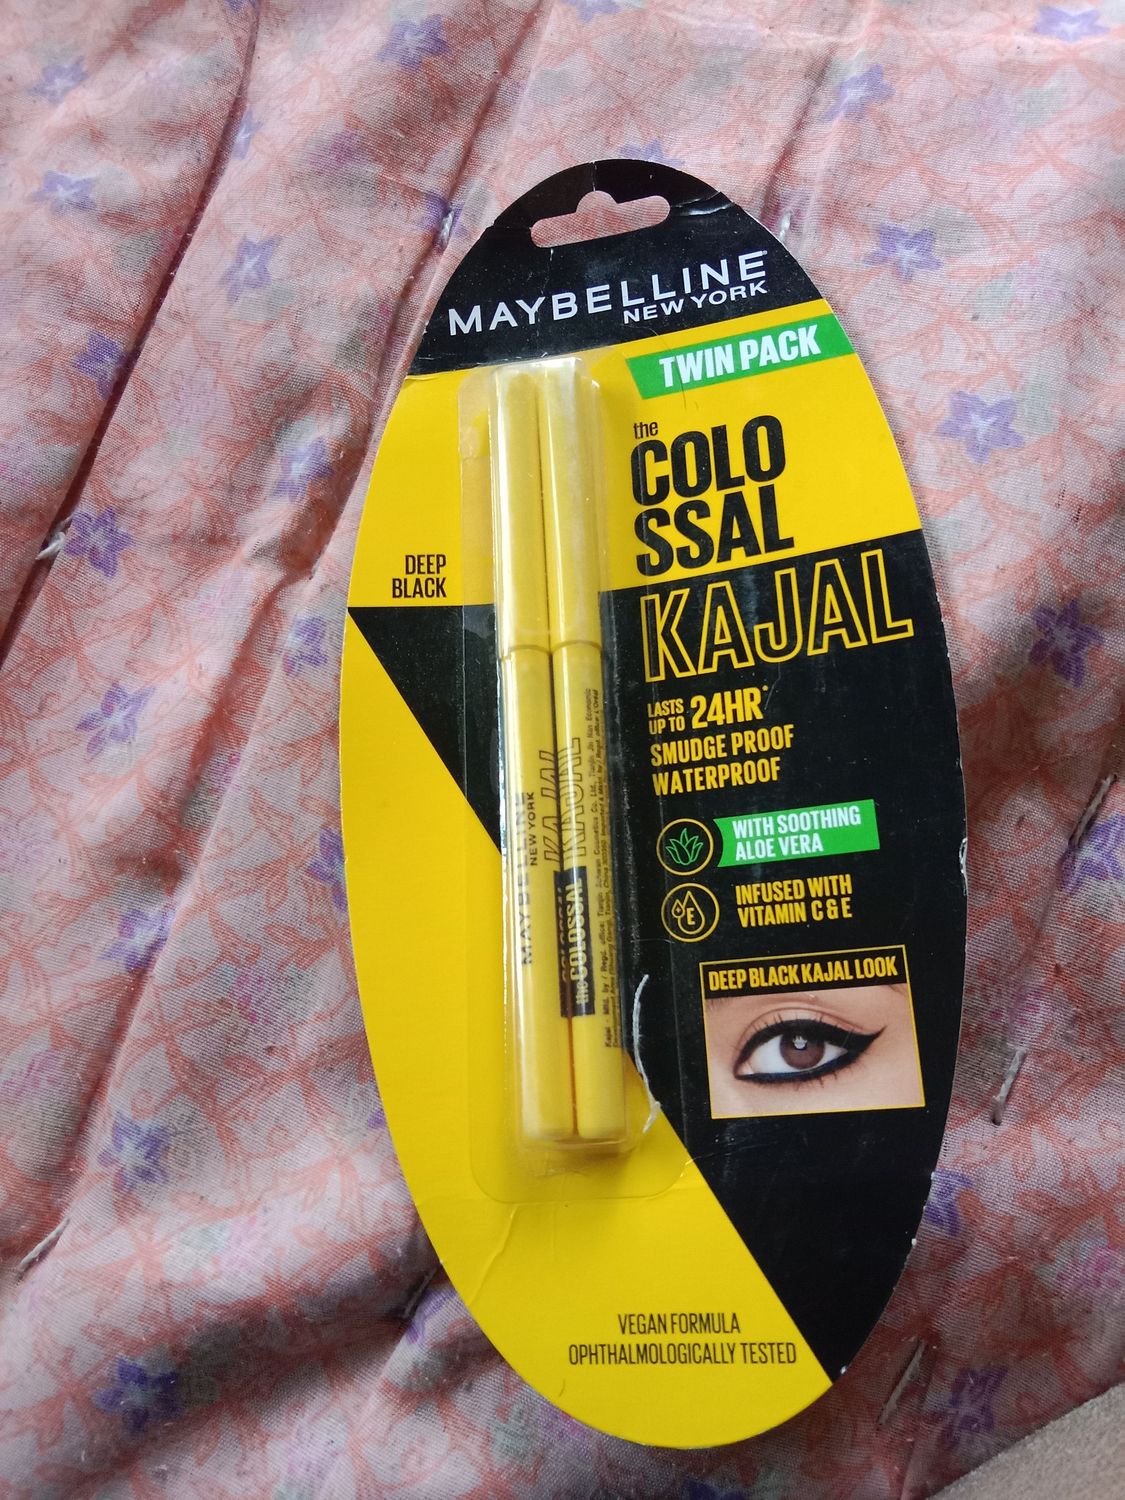 MAYBELLINE
NEW YORK
TWIN PACK
the
COLO
SSAL
KAJAL
DEEP
BLACK
LASTS
UP TO 24HR*
SMUDGE PROOF
WATERPROOF
WITH SOOTHING
ALOE VERA
E
INFUSED WITH
VITAMIN C & E
DEEP BLACK KAJAL LOOK
MAYBELLINE
NEW YORK
the COLOSSAL KAJAL
VEGAN FORMULA
OPHTHALMOLOGICALLY TESTED